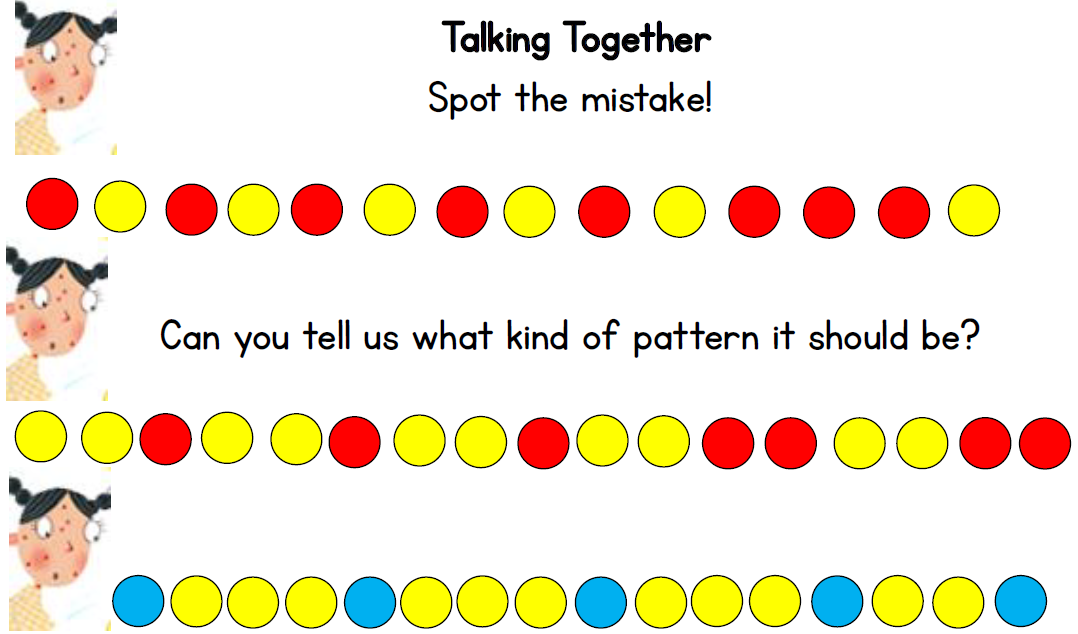 Talking Together
Spot the mistake!
Can you tell us what kind of pattern it should be?